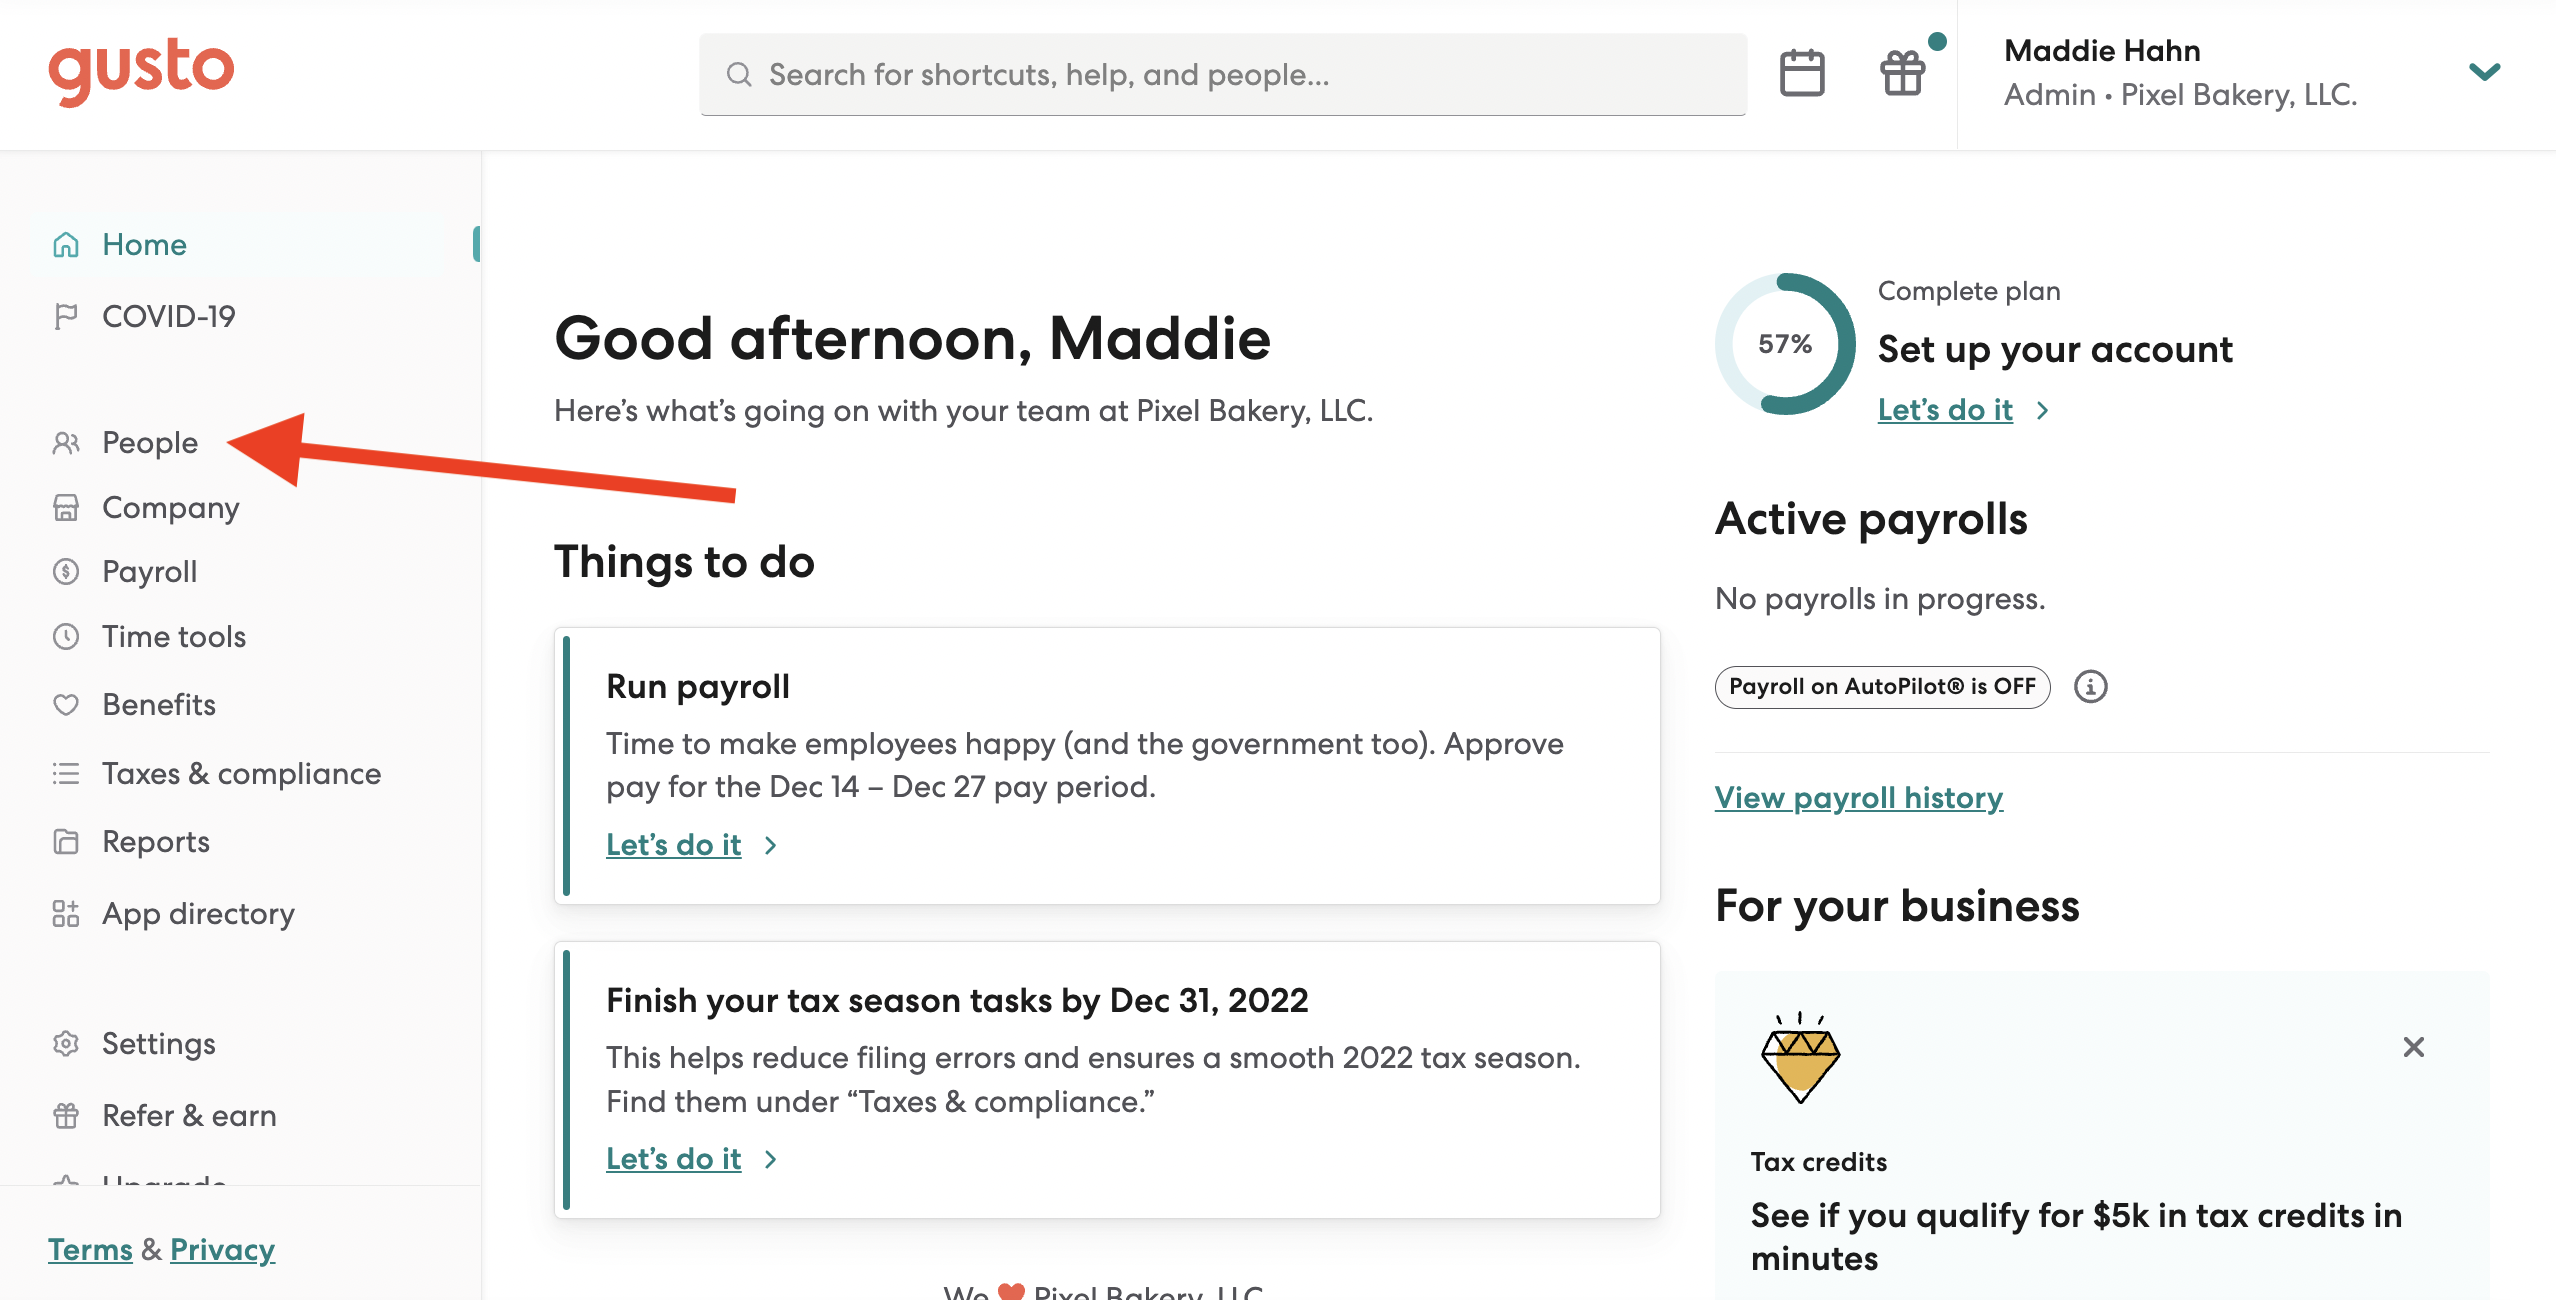 gusto
Search for shortcuts, help, and people...
Maddie Hahn
Admin • Pixel Bakery, LLC.
Home
COVID-19
People
Company
Payroll
Time tools
Benefits
Taxes & compliance
Reports
App directory
Settings
Refer & earn
Upgrade
Terms & Privacy
Good afternoon, Maddie
Here’s what’s going on with your team at Pixel Bakery, LLC.
Things to do
Run payroll
Time to make employees happy (and the government too). Approve
pay for the Dec 14 – Dec 27 pay period.
Let’s do it
Finish your tax season tasks by Dec 31, 2022
This helps reduce filing errors and ensures a smooth 2022 tax season.
Find them under “Taxes & compliance.”
Let’s do it
We ❤ Pixel Bakery, LLC
57%
Complete plan
Set up your account
Let’s do it
Active payrolls
No payrolls in progress.
Payroll on AutoPilot® is OFF
View payroll history
For your business
Tax credits
See if you qualify for $5k in tax credits in
minutes